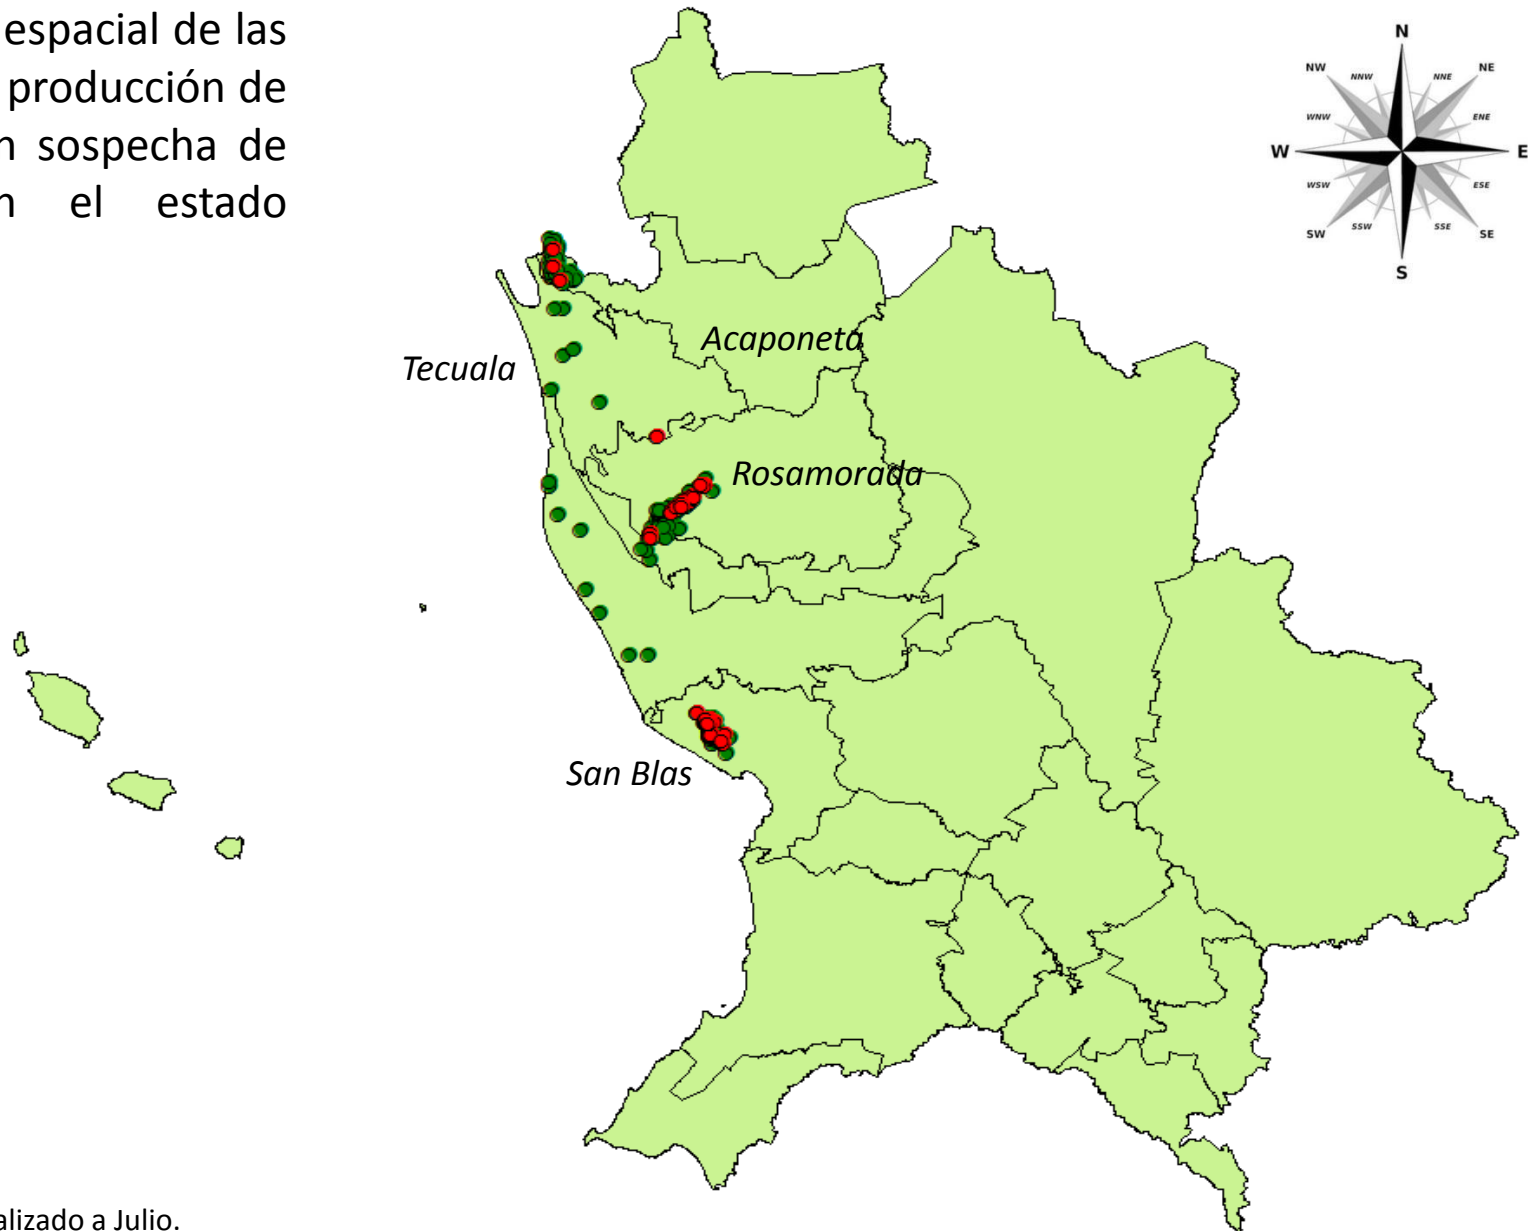 espacial de las
producción de
n sospecha de
n el estado
N
NNW
NNE
NW
NE
WNW
ENE
W
E
WSW
ESE
SW
SSW
SSE
SE
S
Acaponeta
Tecuala
Rosamorada
San Blas
alizado a Julio.